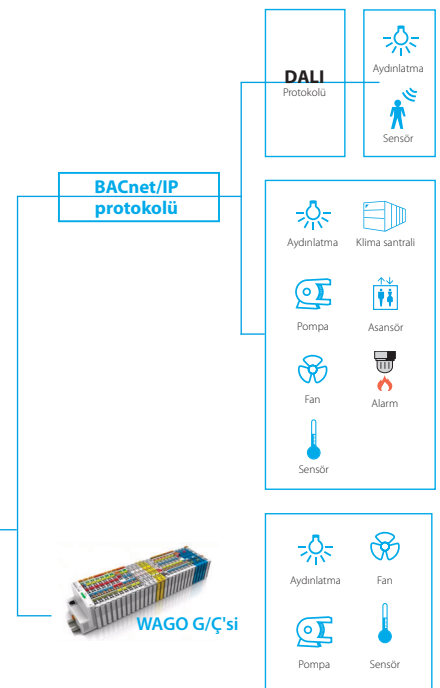 DALI
Protokolü
Aydınlatma
Sensör
BACnet/IP
protokolü
Aydınlatma
Klima santrali
Pompa
Asansör
Fan
Alarm
Sensör
WAGO G/Ç'si
Aydınlatma
Fan
Pompa
Sensör